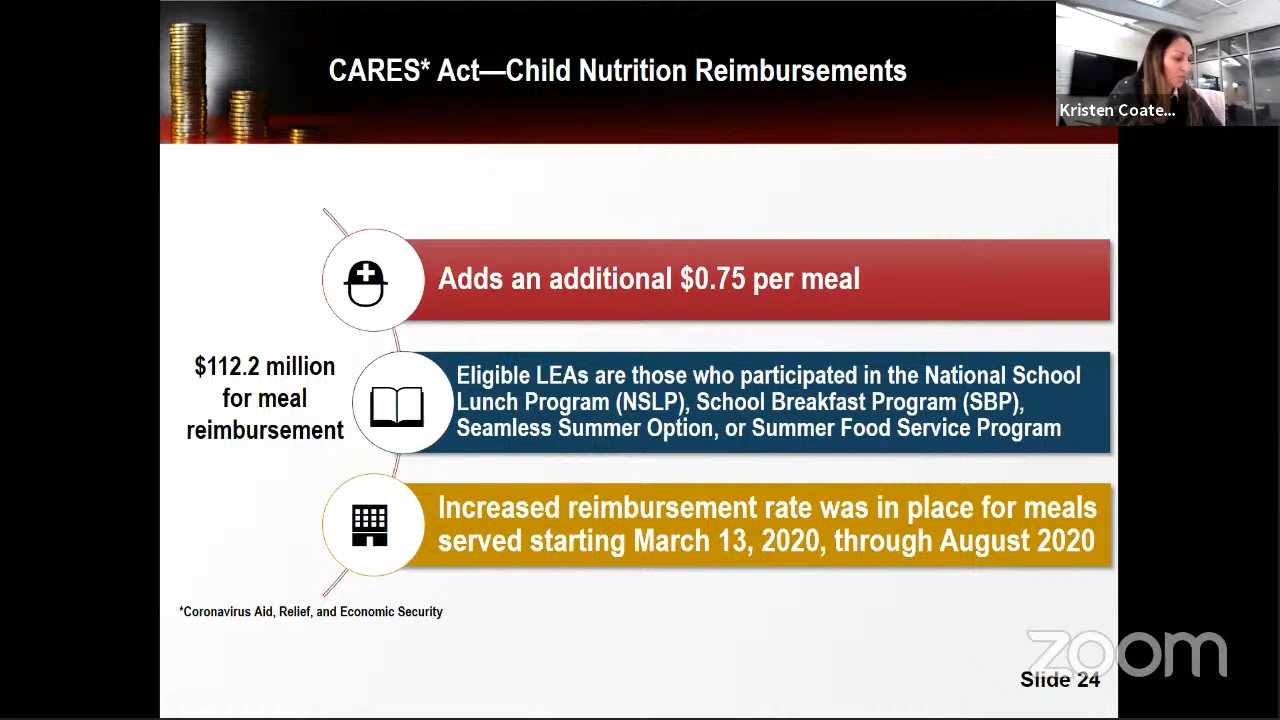 CARES* Act—Child Nutrition Reimbursements
Kristen Coate...
Adds an additional $0.75 per meal
$112.2 million
for meal
reimbursement
Eligible LEAs are those who participated in the National School
Lunch Program (NSLP), School Breakfast Program (SBP),
Seamless Summer Option, or Summer Food Service Program
Increased reimbursement rate was in place for meals
served starting March 13, 2020, through August 2020
*Coronavirus Aid, Relief, and Economic Security
zoom
Slide 24